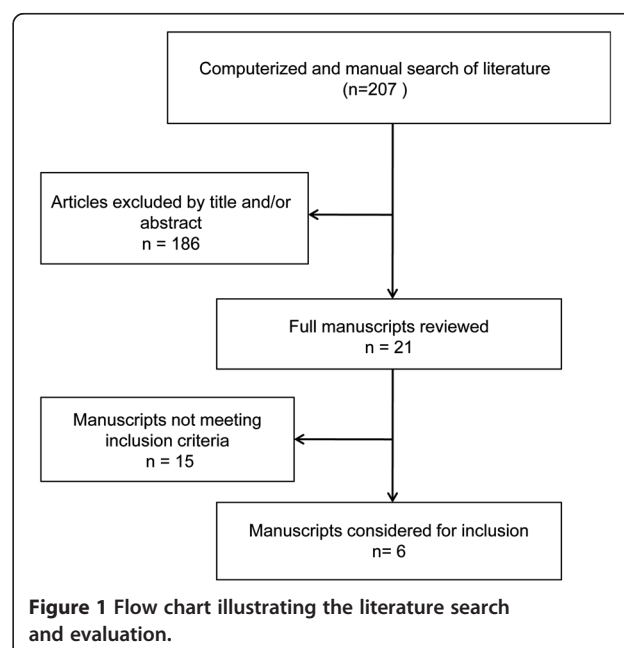 Computerized and manual search of literature
(n=207 )
Articles excluded by title and/or
abstract
n = 186
Full manuscripts reviewed
n = 21
Manuscripts not meeting
inclusion criteria
n = 15
Manuscripts considered for inclusion
n= 6
Figure 1 Flow chart illustrating the literature search
and evaluation.